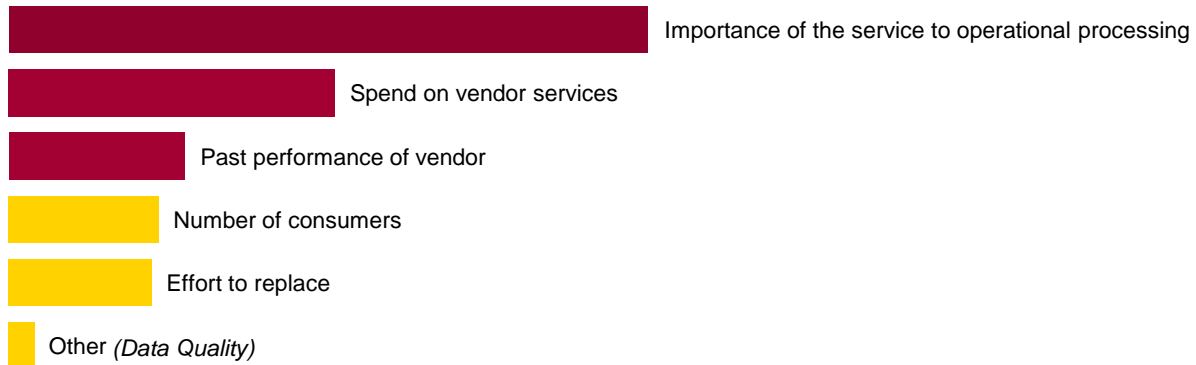 Importance of the service to operational processing
Spend on vendor services
Past performance of vendor
Number of consumers
Effort to replace
Other (Data Quality)